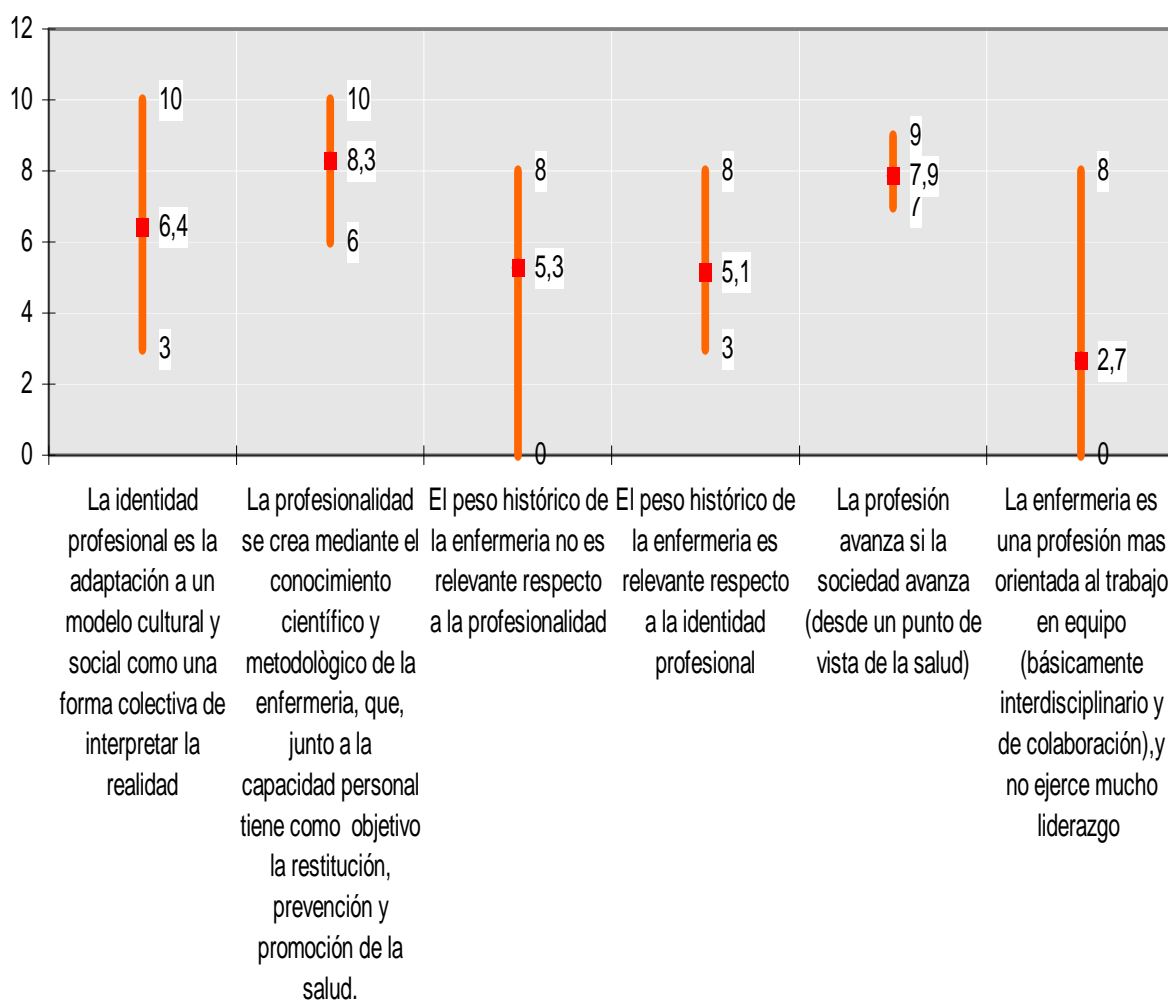 12
10
8
6
4
2
0
10
6,4
3
10
8,3
6
8
5,3
0
8
5,1
3
9
7,9
7
8
2,7
0
La identidad
profesional es la
adaptación a un
modelo cultural y
social como una
forma colectiva de
interpretar la
realidad
La profesionalidad
se crea mediante el
conocimiento
científico y
metodològico de la
enfermeria, que,
junto a la
capacidad personal
tiene como  objetivo
la restitución,
prevención y
promoción de la
salud.
El peso histórico de
la enfermeria no es
relevante respecto
a la profesionalidad
El peso histórico de
la enfermeria es
relevante respecto
a la identidad
profesional
La profesión
avanza si la
sociedad avanza
(desde un punto de
vista de la salud)
La enfermeria es
una profesión mas
orientada al trabajo
en equipo
(básicamente
interdisciplinario y
de colaboración),y
no ejerce mucho
liderazgo